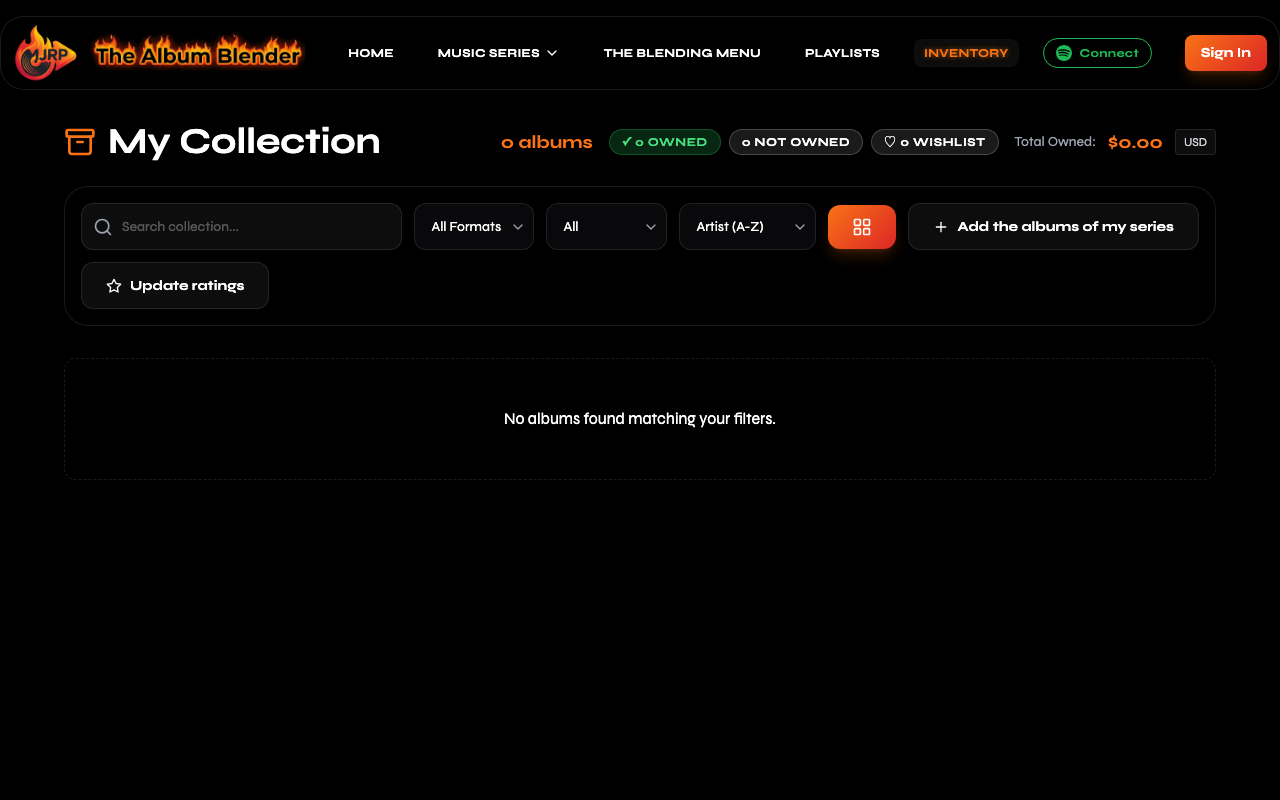 MJRP The Album Blender HOME MUSIC SERIES THE BLENDING MENU PLAYLISTS INVENTORY Connect Sign In
My Collection 0 albums ✓ 0 OWNED 0 NOT OWNED ♡ 0 WISHLIST Total Owned: $0.00 USD
Search collection... All Formats All Artist (A-Z) + Add the albums of my series
Update ratings
No albums found matching your filters.